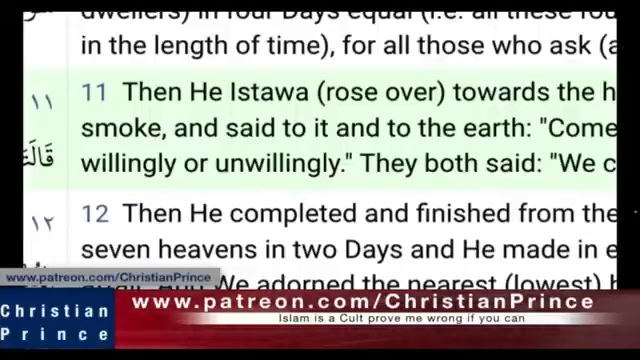 dwellers) in four Days equal (i.e. all these
in the length of time), for all those who ask
١١
11 Then He Istawa (rose over) towards the
smoke, and said to it and to the earth: "Come
willingly or unwillingly." They both said: "We
١٢
12 Then He completed and finished from the
seven heavens in two Days and He made in
We adorned the nearest (lowest)
www.patreon.com/ChristianPrince
www.patreon.com/ChristianPrince
Christian
Prince
Islam is a Cult prove me wrong if you can